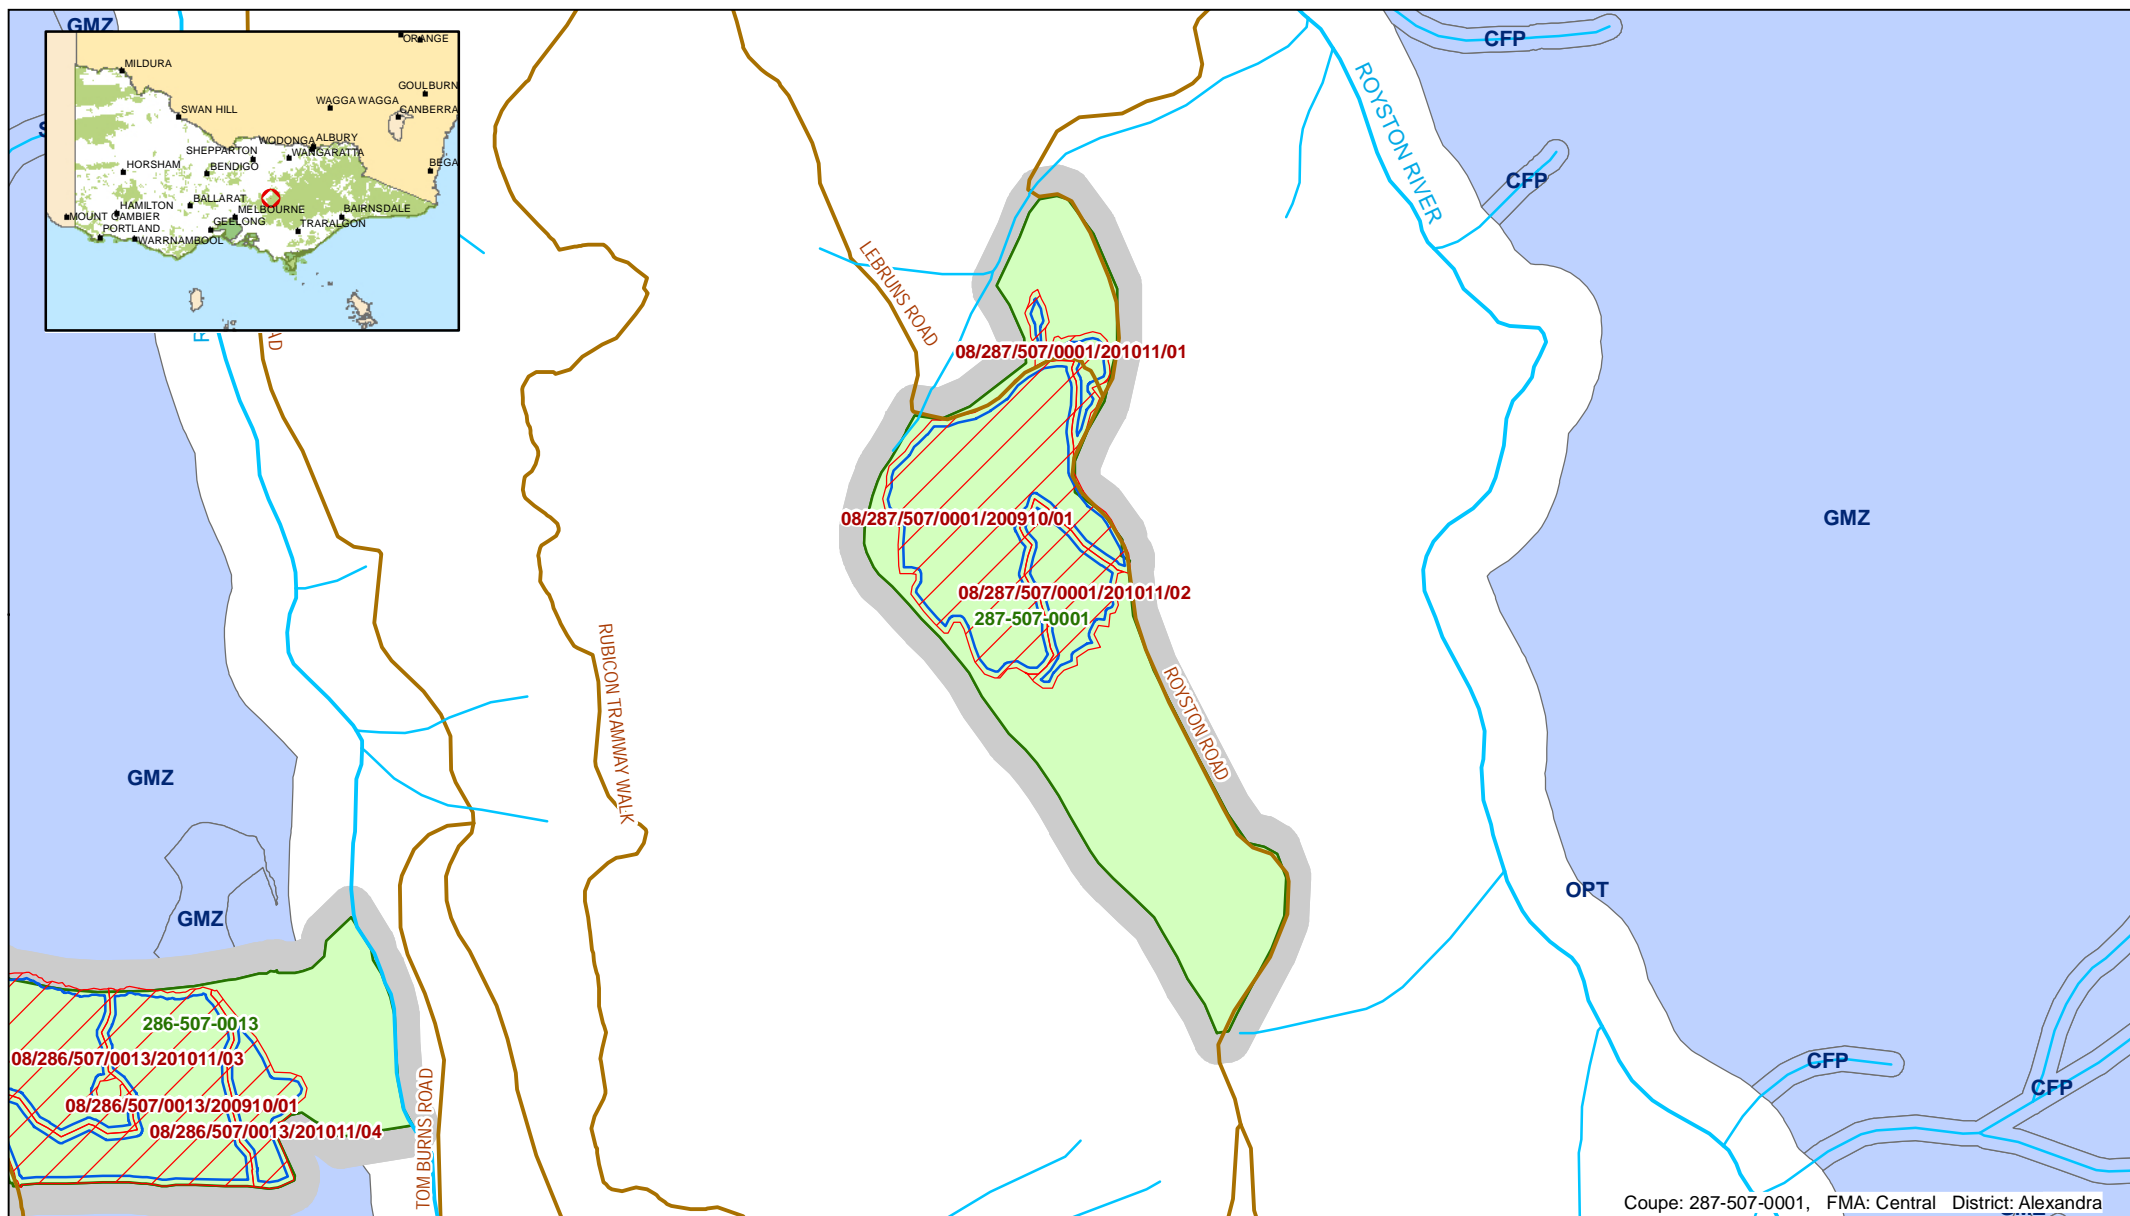 GMZ
ORANGE
MILDURA
GOULBURN
SWAN HILL
WAGGA WAGGA
CANBERRA
WODONGA
ALBURY
SHEPPARTON
WANGARATTA
HORSHAM
BENDIGO
BEGA
HAMILTON
BALLARAT
MELBOURNE
BAIRNSDALE
MOUNT GAMBIER
GEELONG
TRARALGON
PORTLAND
WARRNAMBOOL
CFP
ROYSTON RIVER
CFP
LEBRUNS ROAD
08/287/507/0001/201011/01
08/287/507/0001/200910/01
GMZ
08/287/507/0001/201011/02
287-507-0001
RUBICON TRAMWAY WALK
ROYSTON ROAD
GMZ
OPT
GMZ
286-507-0013
08/286/507/0013/201011/03
CFP
CFP
08/286/507/0013/200910/01
08/286/507/0013/201011/04
TOM BURNS ROAD
Coupe: 287-507-0001, FMA: Central District: Alexandra